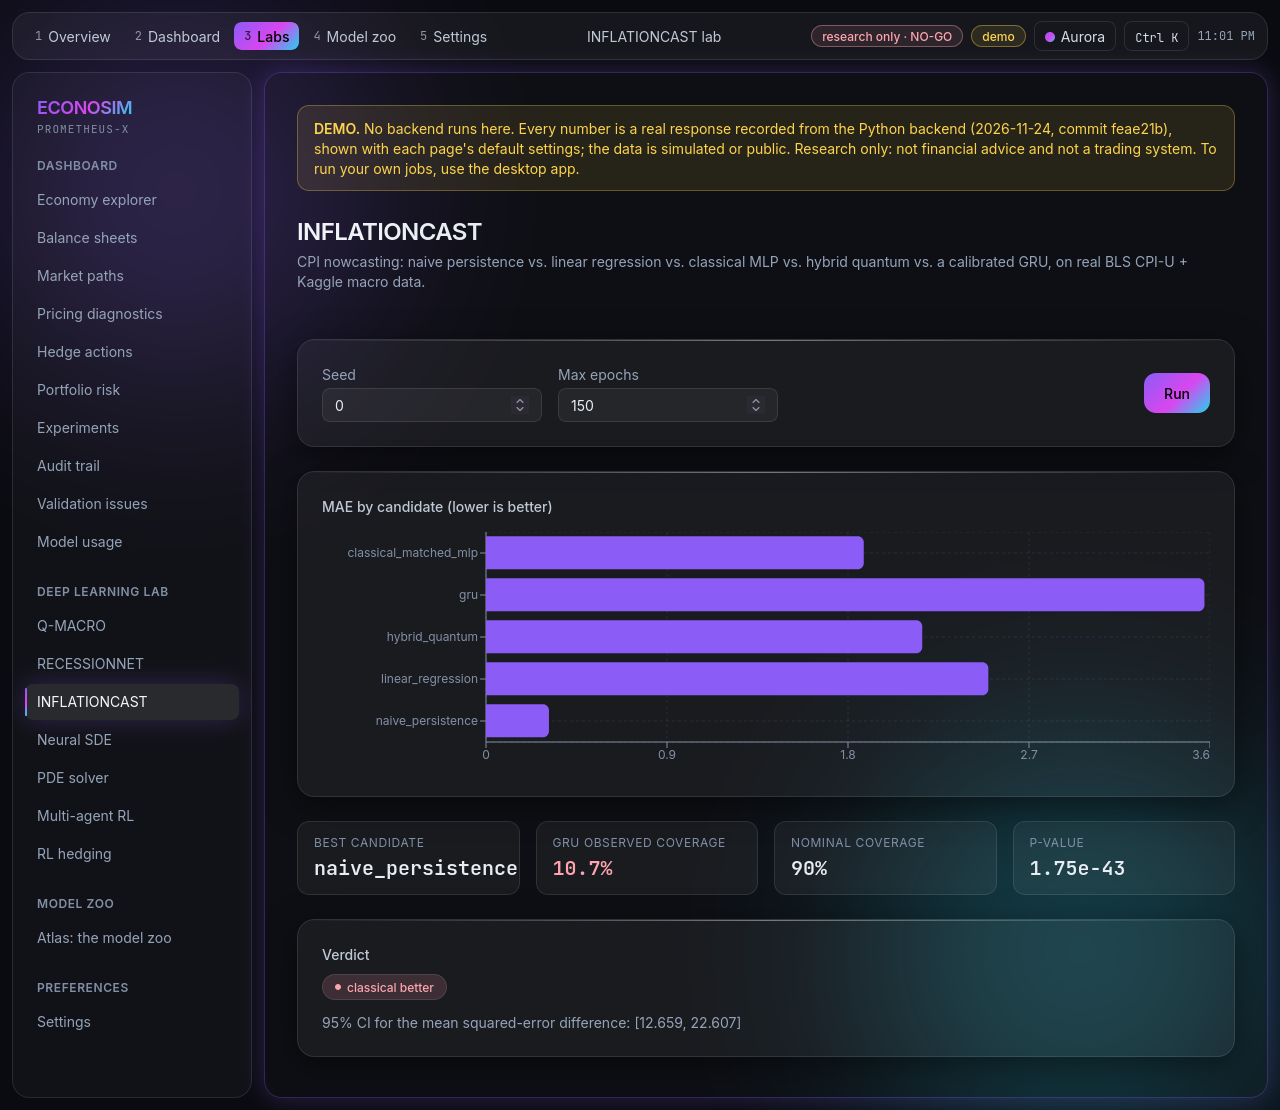 1 Overview
2 Dashboard
3 Labs
4 Model zoo
5 Settings
INFLATIONCAST lab
research only · NO-GO
demo
Aurora
Ctrl K
11:01 PM
ECONOSIM
PROMETHEUS-X
DASHBOARD
Economy explorer
Balance sheets
Market paths
Pricing diagnostics
Hedge actions
Portfolio risk
Experiments
Audit trail
Validation issues
Model usage
DEEP LEARNING LAB
Q-MACRO
RECESSIONNET
INFLATIONCAST
Neural SDE
PDE solver
Multi-agent RL
RL hedging
MODEL ZOO
Atlas: the model zoo
PREFERENCES
Settings
DEMO. No backend runs here. Every number is a real response recorded from the Python backend (2026-11-24, commit feae21b),
shown with each page's default settings; the data is simulated or public. Research only: not financial advice and not a trading system. To
run your own jobs, use the desktop app.
INFLATIONCAST
CPI nowcasting: naive persistence vs. linear regression vs. classical MLP vs. hybrid quantum vs. a calibrated GRU, on real BLS CPI-U +
Kaggle macro data.
Seed
0
Max epochs
150
Run
MAE by candidate (lower is better)
classical_matched_mlp
gru
hybrid_quantum
linear_regression
naive_persistence
0 0.9 1.8 2.7 3.6
BEST CANDIDATE
naive_persistence
GRU OBSERVED COVERAGE
10.7%
NOMINAL COVERAGE
90%
P-VALUE
1.75e-43
Verdict
classical better
95% CI for the mean squared-error difference: [12.659, 22.607]